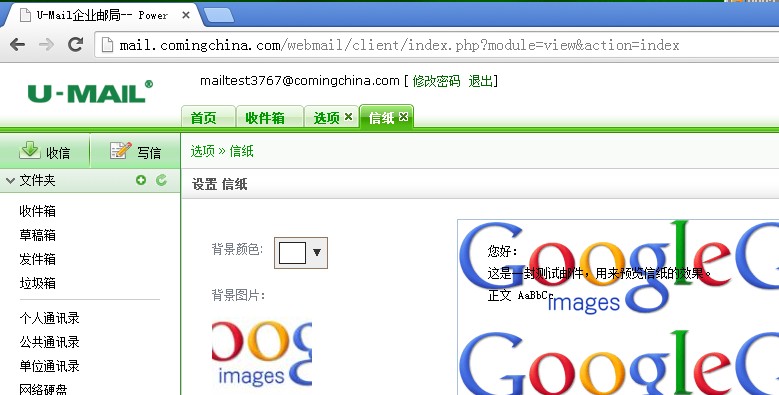 U-Mail企业邮局-- Power
mail.comingchina.com/webmail/client/index.php?module=view&action=index
U-MAIL®
mailtest3767@comingchina.com [ 修改密码 退出]
首页 收件箱 选项 信纸
收信 写信
选项 » 信纸
文件夹
设置 信纸
收件箱
草稿箱
发件箱
垃圾箱
个人通讯录
公共通讯录
单位通讯录
网络硬盘
背景颜色:
背景图片:
oog
images
Google G
images
您好:
这是一封测试邮件，用来预览信纸的效果。
正文 AaBbCc
Google G